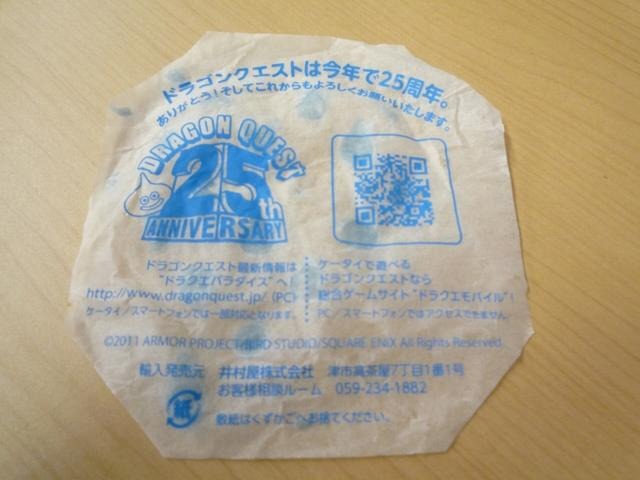 ドラゴンクエストは今年で25周年。
ありがとう!そしてこれからもよろしくお願いいたします。
DRAGON QUEST
25th
ANNIVERSARY
ドラゴンクエスト最新情報は
"ドラクエパラダイス"へ!
http://www.dragonquest.jp/ (PC)
ケータイ/スマートフォンでは一部対応となります。
ケータイで遊べる
ドラゴンクエストなら
総合ゲームサイト"ドラクエモバイル"!
PC/スマートフォンではアクセスできません。
©2011 ARMOR PROJECT/BIRD STUDIO/SQUARE ENIX All Rights Reserved.
輸入発売元 井村屋株式会社 津市高茶屋7丁目1番1号
お客様相談ルーム 059-234-1882
紙
敷紙はくずかごへお捨てください。